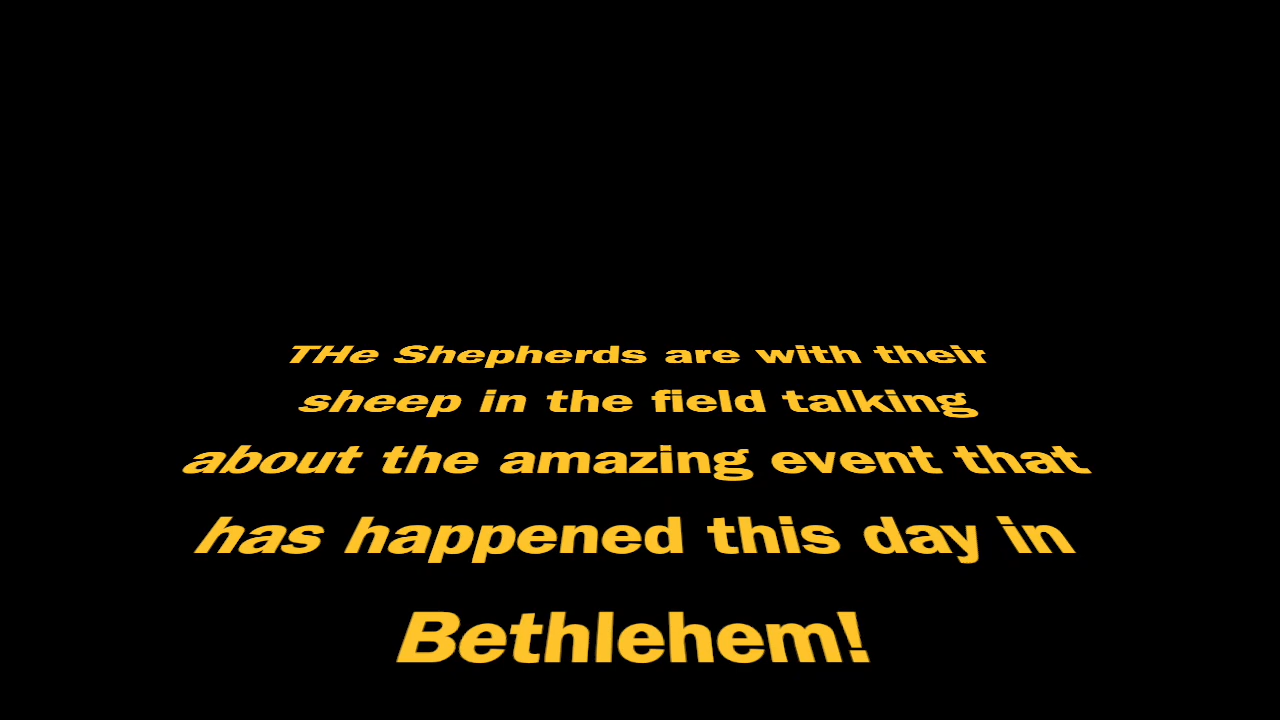 THe Shepherds are with their
sheep in the field talking
about the amazing event that
has happened this day in
Bethlehem!